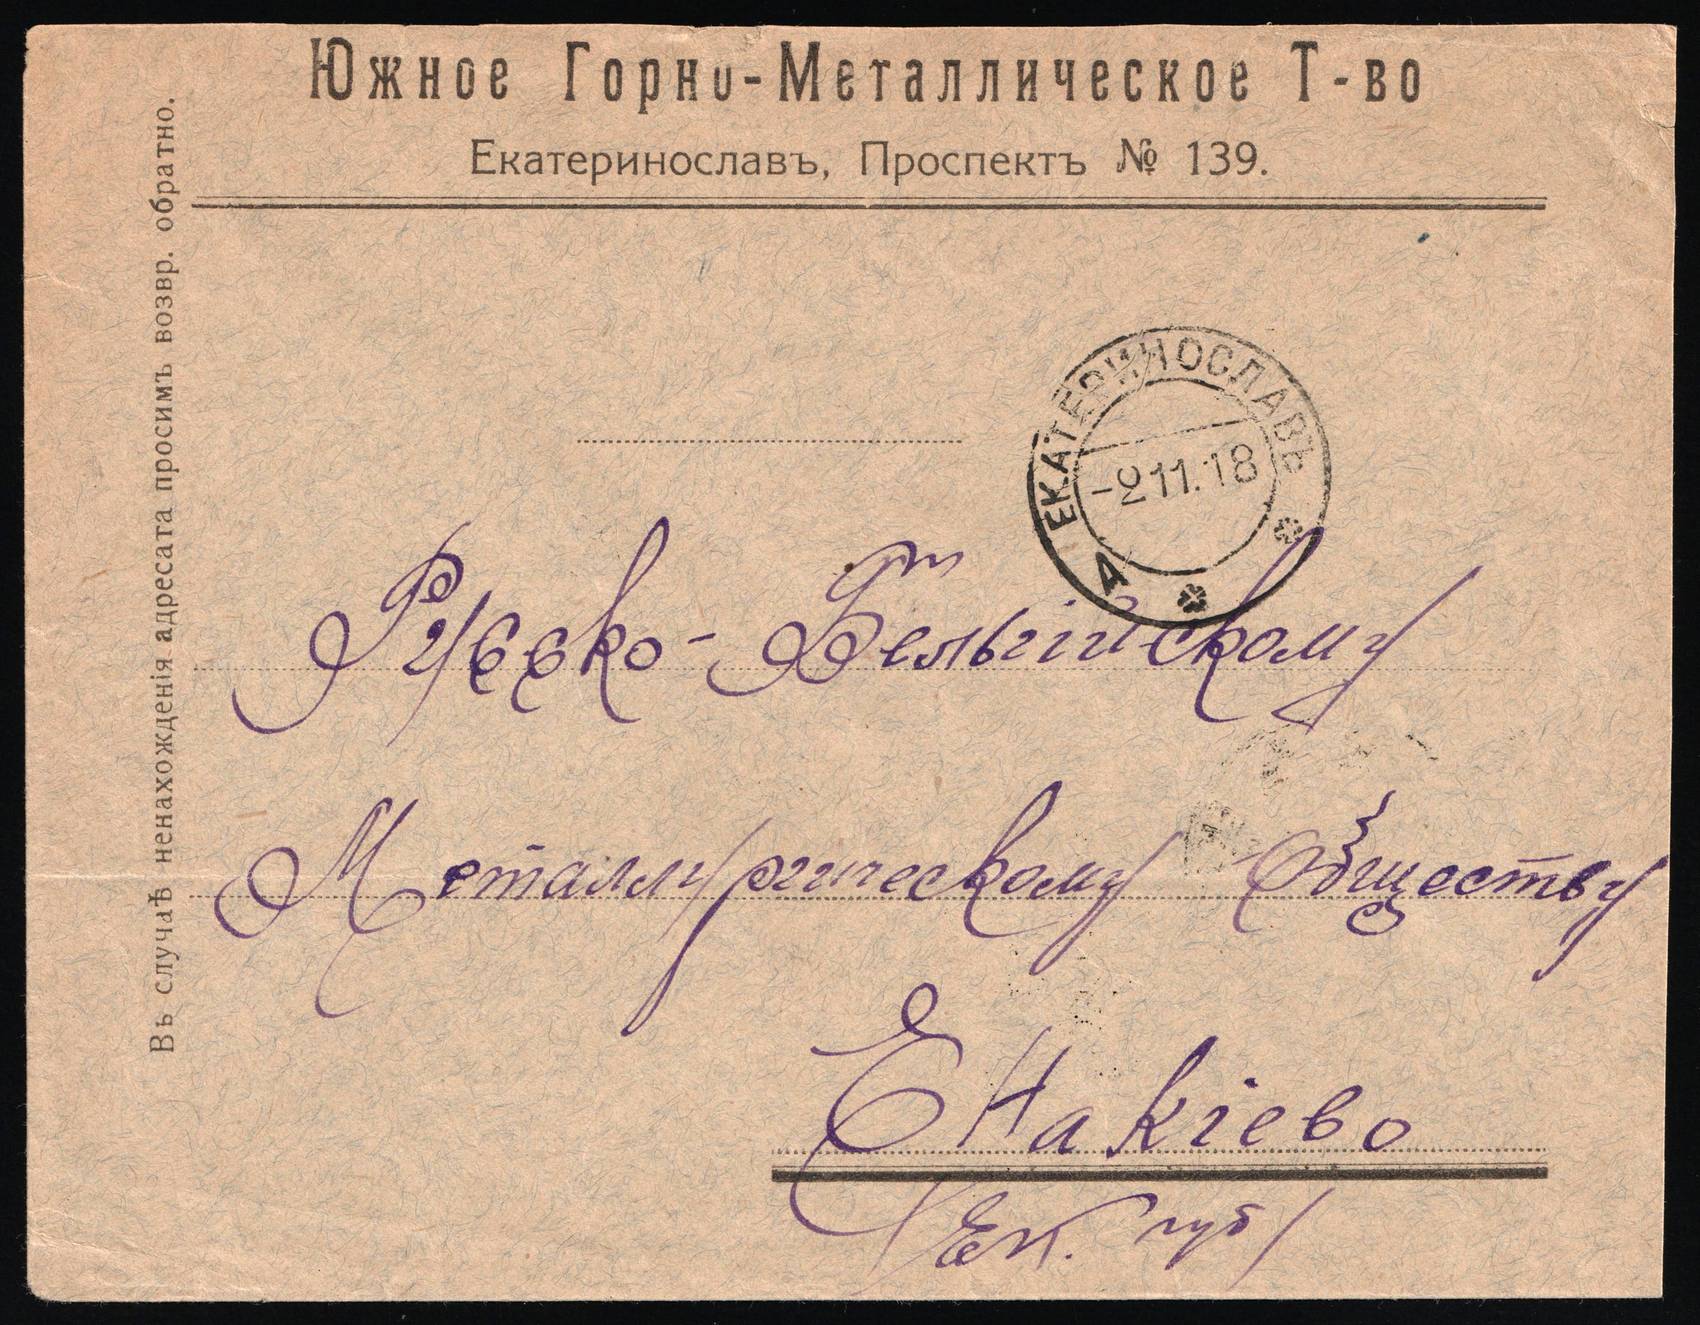 Южное Горно-Металлическое Т-во
Екатеринославъ, Проспектъ № 139.
Въ случаѣ ненахожденія адресата просимъ возвр. обратно.
ЕКАТЕРИНОСЛАВЪ
-2.11.18
А
Русско-Бельгійскому
Металлургическому Обществу
Енакіево
/Ек. губ/